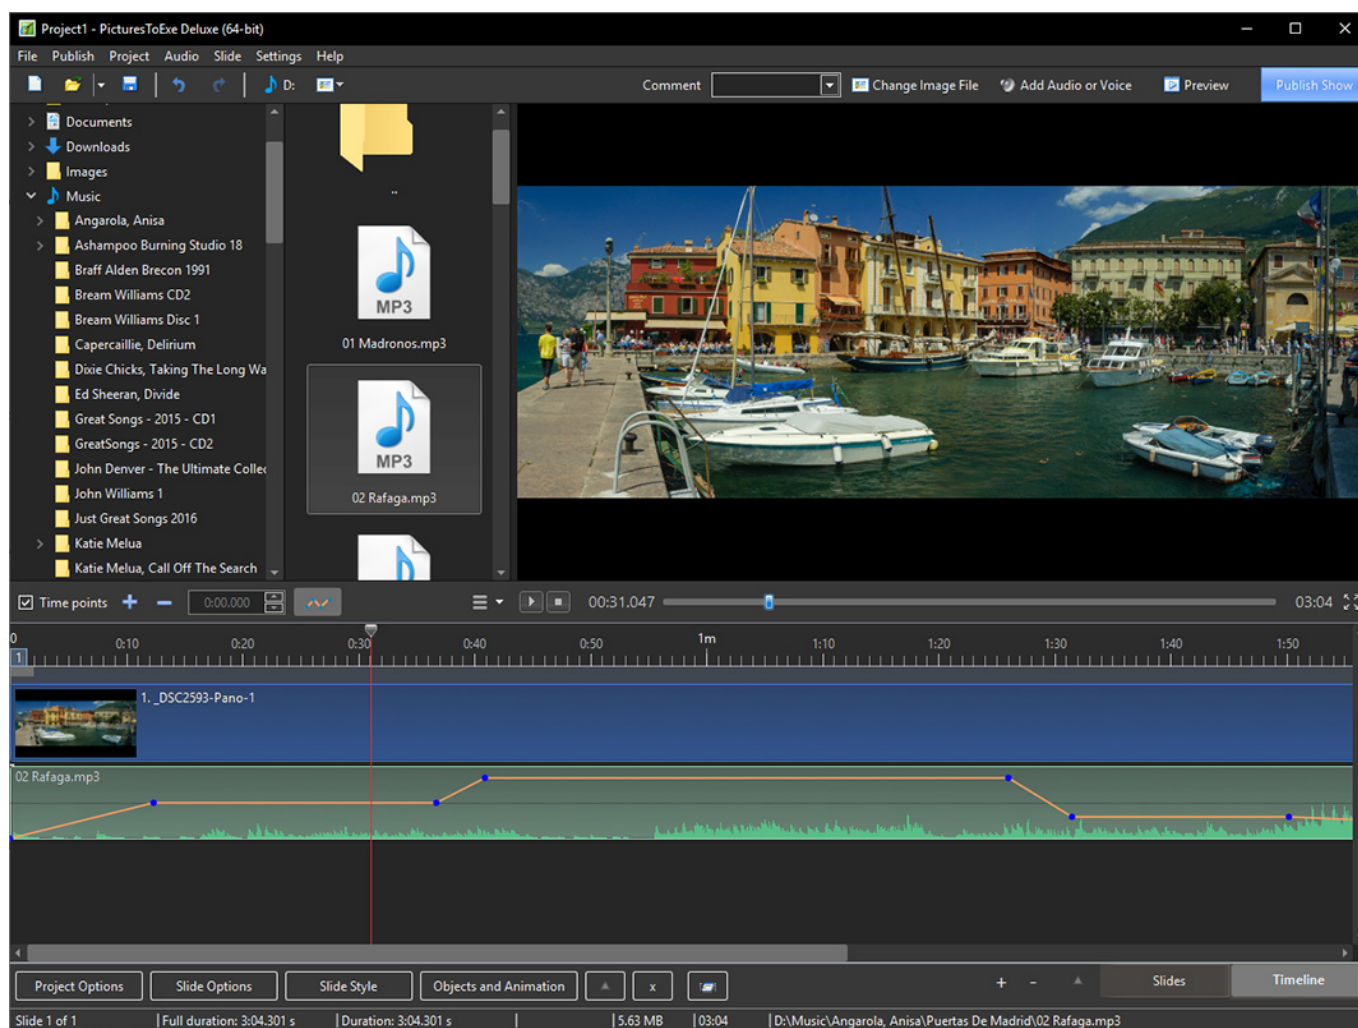 Project1 - PicturesToExe Deluxe (64-bit)
File Publish Project Audio Slide Settings Help
D: Comment Change Image File Add Audio or Voice Preview Publish Show
Documents
Downloads
Images
Music
Angarola, Anisa
Ashampoo Burning Studio 18
Braff Alden Brecon 1991
Bream Williams CD2
Bream Williams Disc 1
Capercaillie, Delirium
Dixie Chicks, Taking The Long Wa
Ed Sheeran, Divide
Great Songs - 2015 - CD1
GreatSongs - 2015 - CD2
John Denver - The Ultimate Collec
John Williams 1
Just Great Songs 2016
Katie Melua
Katie Melua, Call Off The Search
..
MP3
01 Madronos.mp3
MP3
02 Rafaga.mp3
Time points 0:00.000 00:31.047 03:04
0 0:10 0:20 0:30 0:40 0:50 1m 1:10 1:20 1:30 1:40 1:50
1
1. _DSC2593-Pano-1
02 Rafaga.mp3
Project Options Slide Options Slide Style Objects and Animation x + - Slides Timeline
Slide 1 of 1 Full duration: 3:04.301 s Duration: 3:04.301 s 5.63 MB 03:04 D:\Music\Angarola, Anisa\Puertas De Madrid\02 Rafaga.mp3